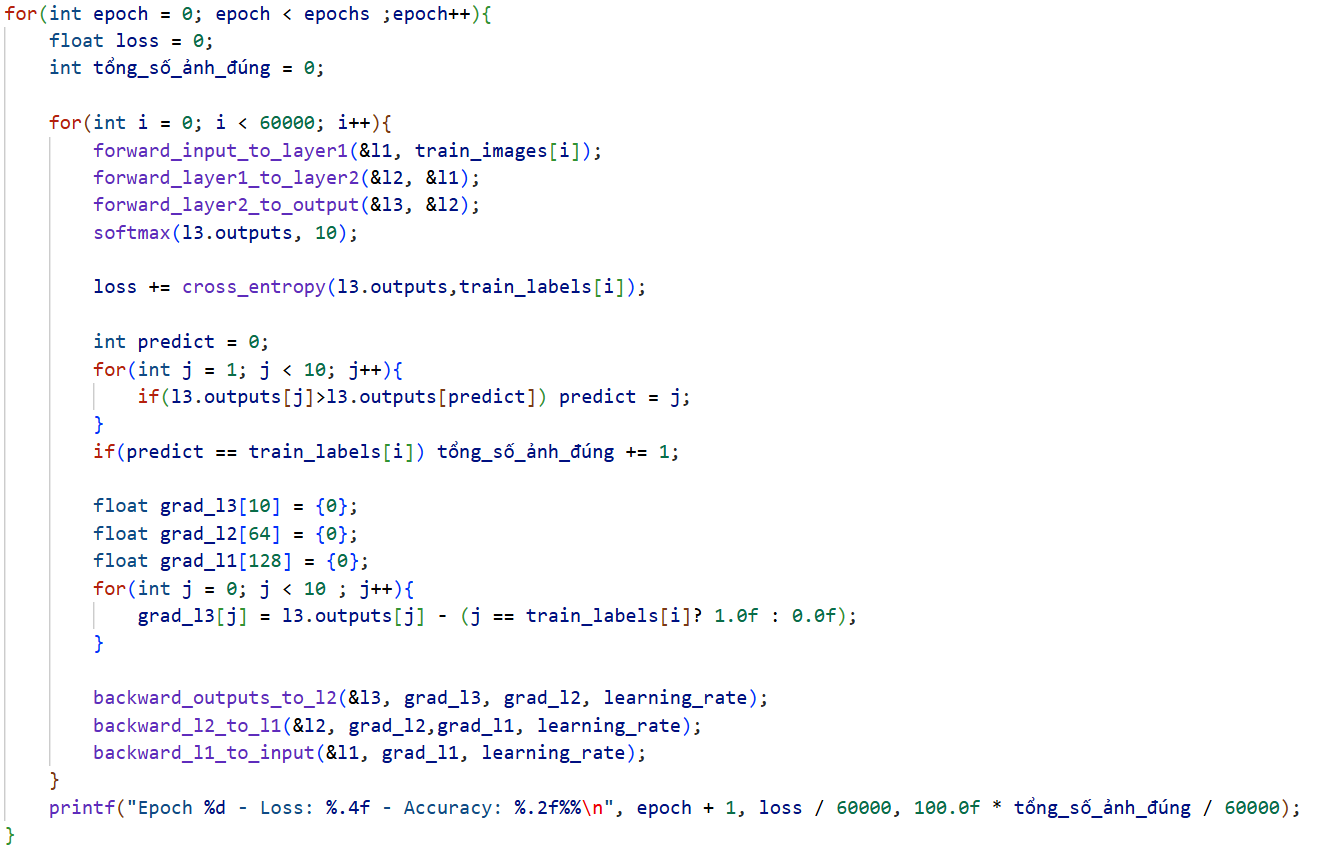 for(int epoch = 0; epoch < epochs ;epoch++){
    float loss = 0;
    int tổng_số_ảnh_đúng = 0;

    for(int i = 0; i < 60000; i++){
        forward_input_to_layer1(&l1, train_images[i]);
        forward_layer1_to_layer2(&l2, &l1);
        forward_layer2_to_output(&l3, &l2);
        softmax(l3.outputs, 10);

        loss += cross_entropy(l3.outputs,train_labels[i]);

        int predict = 0;
        for(int j = 1; j < 10; j++){
            if(l3.outputs[j]>l3.outputs[predict]) predict = j;
        }
        if(predict == train_labels[i]) tổng_số_ảnh_đúng += 1;

        float grad_l3[10] = {0};
        float grad_l2[64] = {0};
        float grad_l1[128] = {0};
        for(int j = 0; j < 10 ; j++){
            grad_l3[j] = l3.outputs[j] - (j == train_labels[i]? 1.0f : 0.0f);
        }

        backward_outputs_to_l2(&l3, grad_l3, grad_l2, learning_rate);
        backward_l2_to_l1(&l2, grad_l2,grad_l1, learning_rate);
        backward_l1_to_input(&l1, grad_l1, learning_rate);
    }
    printf("Epoch %d - Loss: %.4f - Accuracy: %.2f%%\n", epoch + 1, loss / 60000, 100.0f * tổng_số_ảnh_đúng / 60000);
}